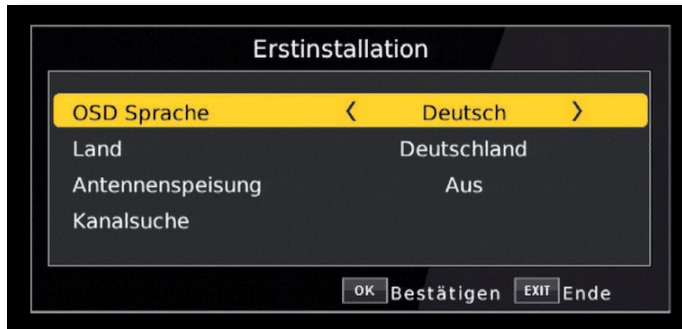 Erstinstallation
OSD Sprache < Deutsch >
Land Deutschland
Antennenspeisung Aus
Kanalsuche
OK Bestätigen EXIT Ende